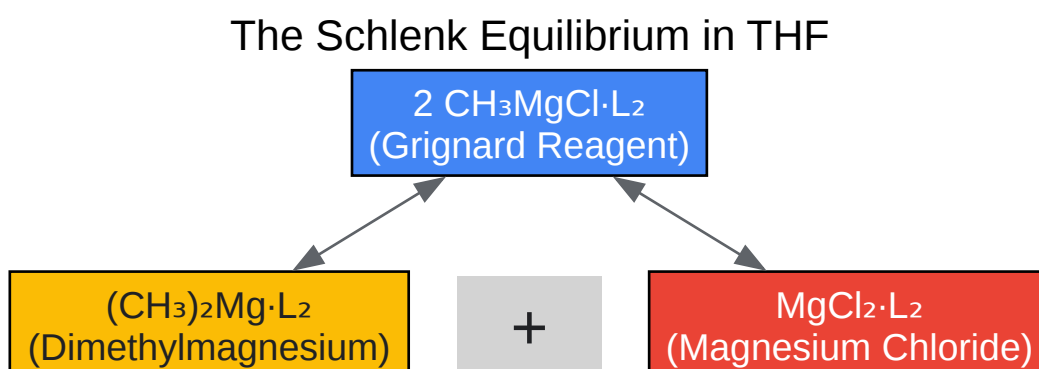 The Schlenk Equilibrium in THF
2 CH₃MgCl·L₂
(Grignard Reagent)
(CH₃)₂Mg·L₂
(Dimethylmagnesium)
+
MgCl₂·L₂
(Magnesium Chloride)